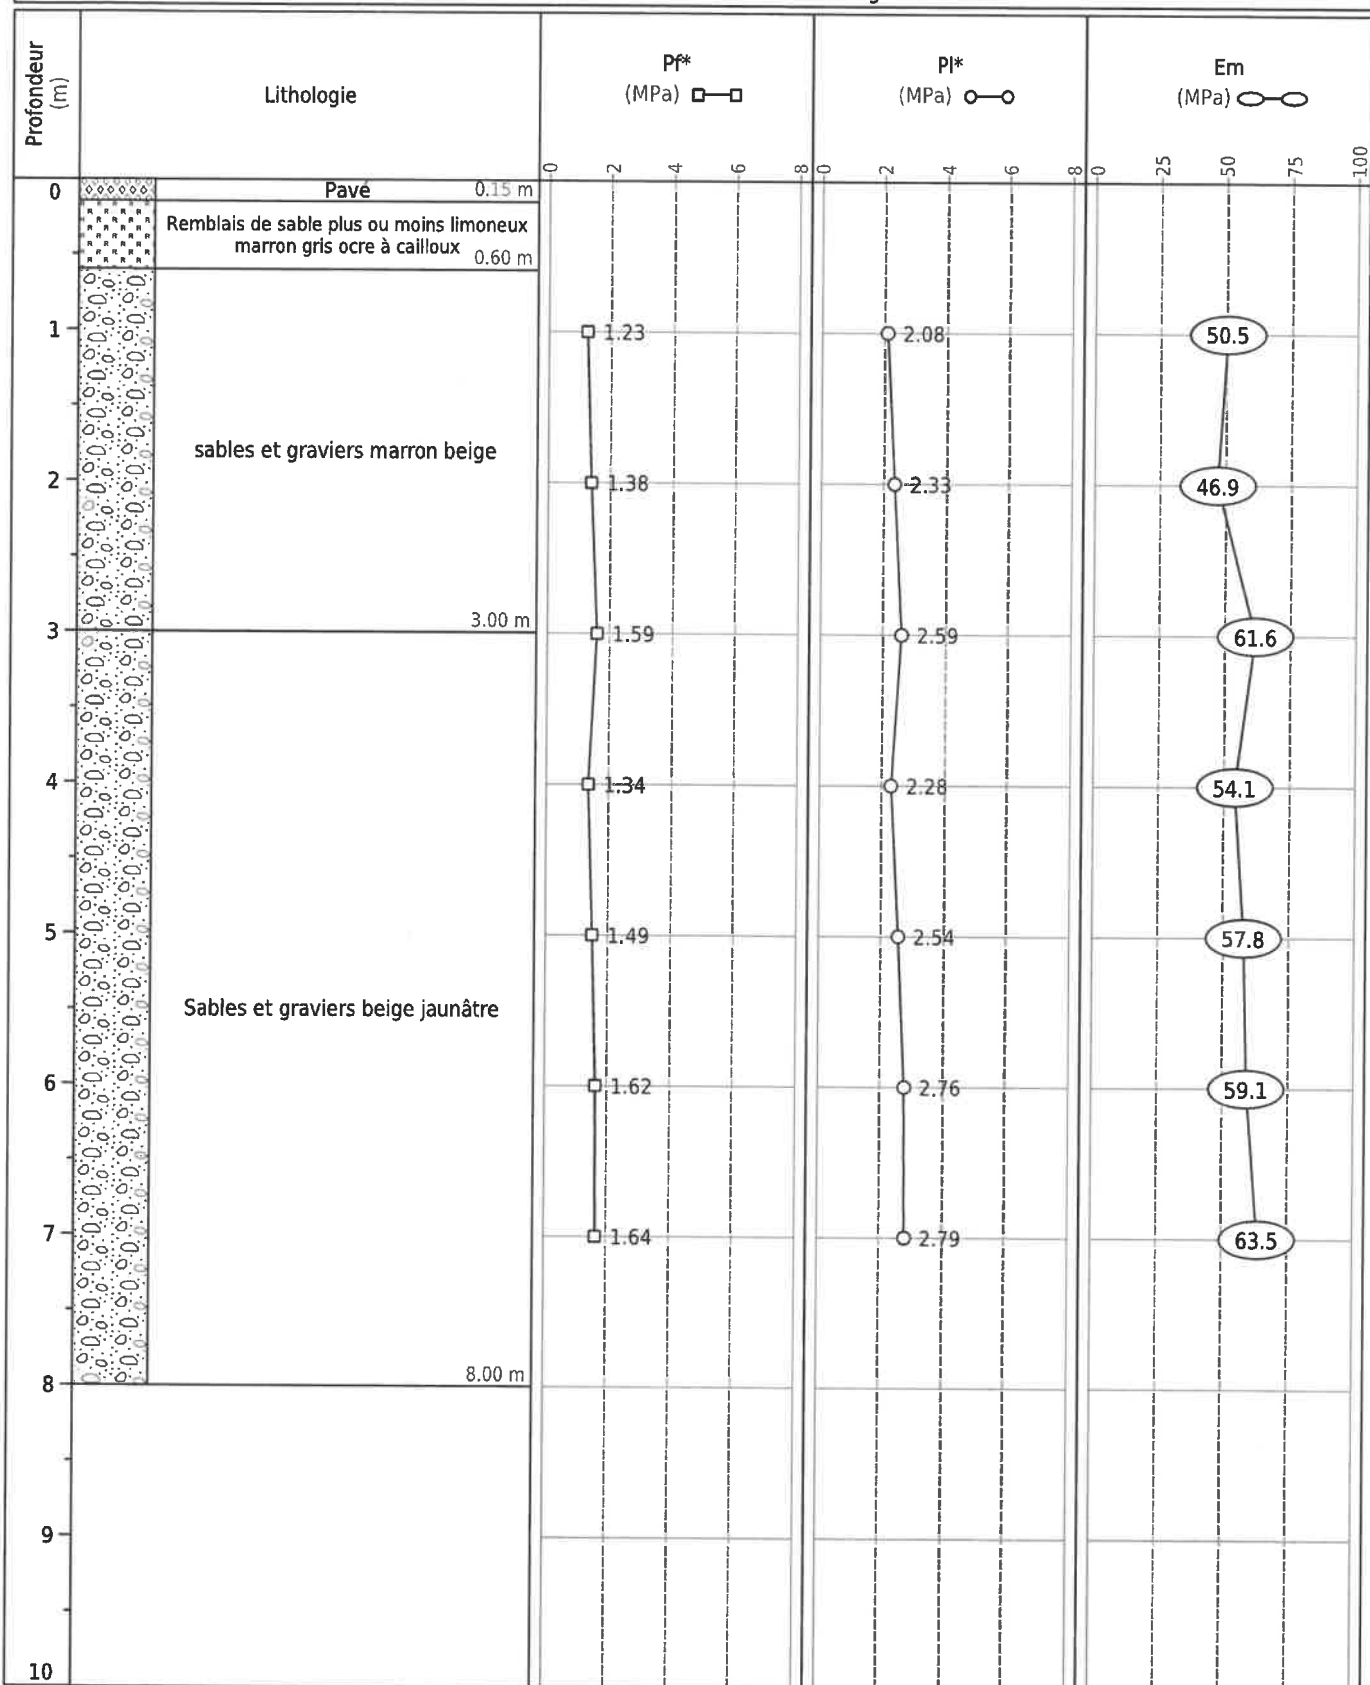 Profondeur
(m)
Lithologie
Pf*
(MPa)
Pl*
(MPa)
Em
(MPa)
0 2 4 6 8
0 2 4 6 8
0 25 50 75 100
0
Pavé 0.15 m
Remblais de sable plus ou moins limoneux
marron gris ocre à cailloux 0.60 m
1 1.23 2.08 50.5
sables et graviers marron beige
2 1.38 2.33 46.9
3.00 m
3 1.59 2.59 61.6
4 1.34 2.28 54.1
5 1.49 2.54 57.8
Sables et graviers beige jaunâtre
6 1.62 2.76 59.1
7 1.64 2.79 63.5
8.00 m
8
9
10